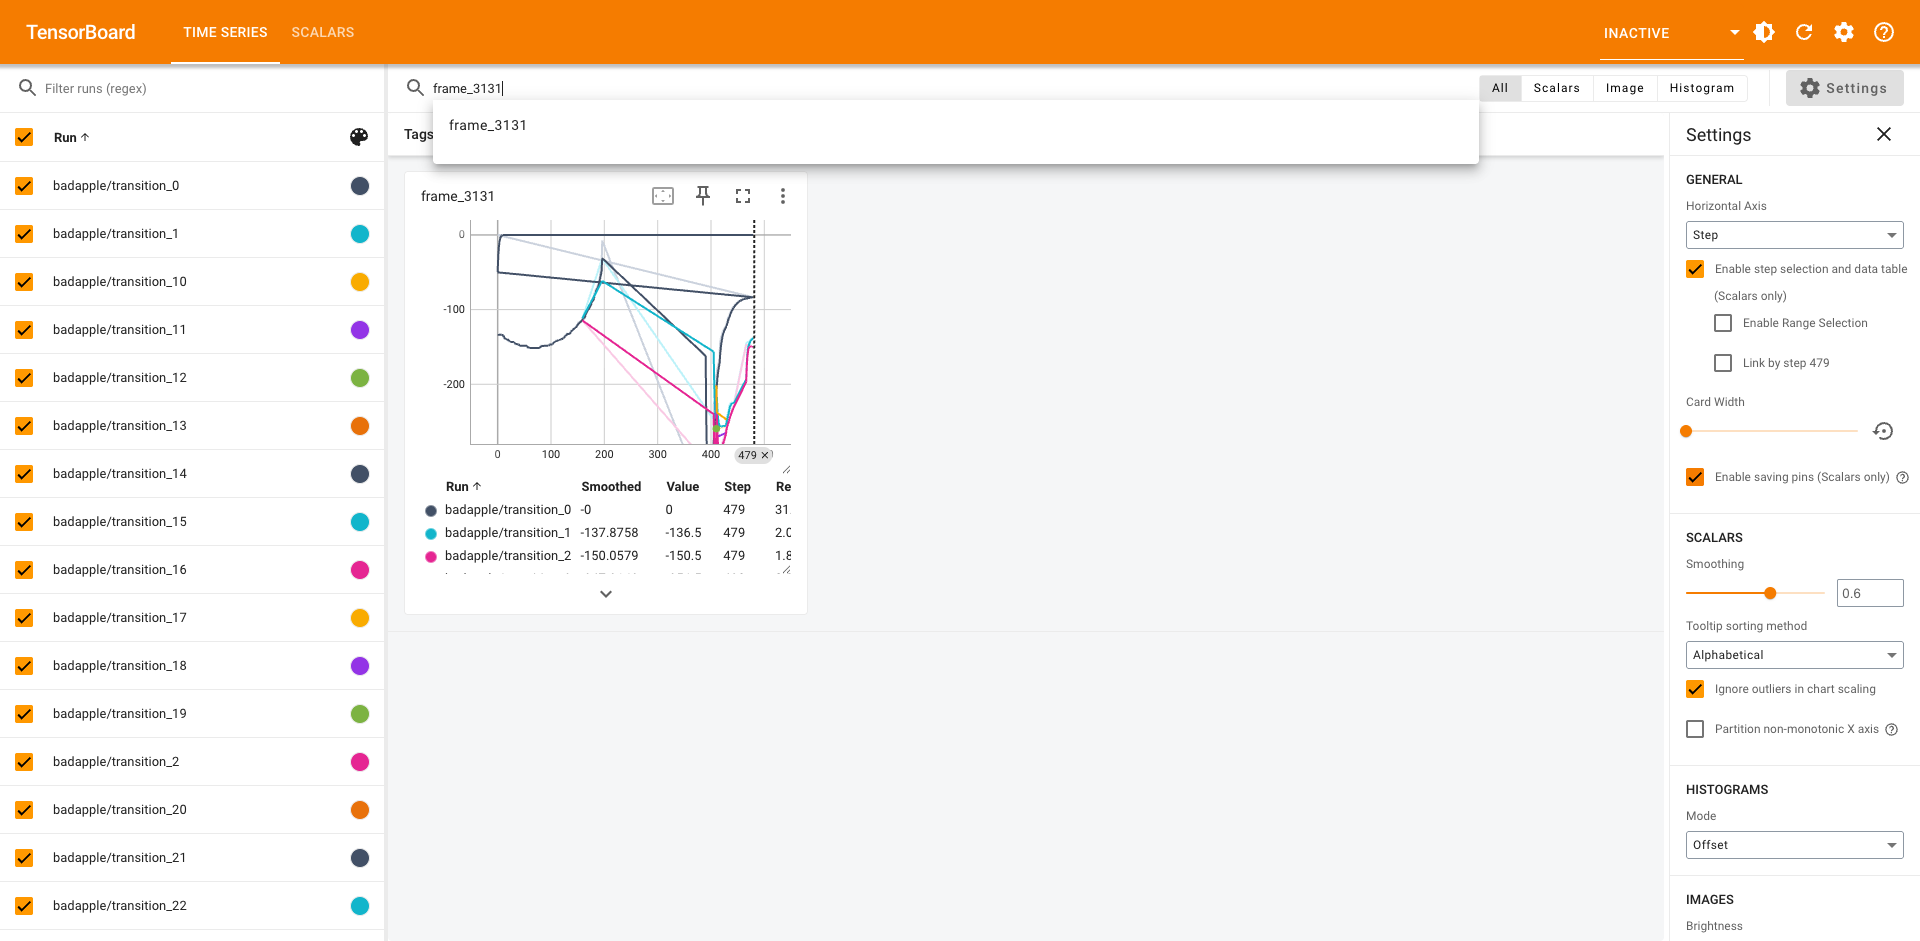 TensorBoard TIME SERIES SCALARS INACTIVE
Filter runs (regex)
Run
badapple/transition_0
badapple/transition_1
badapple/transition_10
badapple/transition_11
badapple/transition_12
badapple/transition_13
badapple/transition_14
badapple/transition_15
badapple/transition_16
badapple/transition_17
badapple/transition_18
badapple/transition_19
badapple/transition_2
badapple/transition_20
badapple/transition_21
badapple/transition_22
frame_3131
All Scalars Image Histogram Settings
frame_3131
Tags
frame_3131
0
-100
-200
0 100 200 300 400 479
Run Smoothed Value Step Re
badapple/transition_0 -0 0 479 31.
badapple/transition_1 -137.8758 -136.5 479 2.0
badapple/transition_2 -150.0579 -150.5 479 1.8
Settings
GENERAL
Horizontal Axis
Step
Enable step selection and data table
(Scalars only)
Enable Range Selection
Link by step 479
Card Width
Enable saving pins (Scalars only)
SCALARS
Smoothing
0.6
Tooltip sorting method
Alphabetical
Ignore outliers in chart scaling
Partition non-monotonic X axis
HISTOGRAMS
Mode
Offset
IMAGES
Brightness